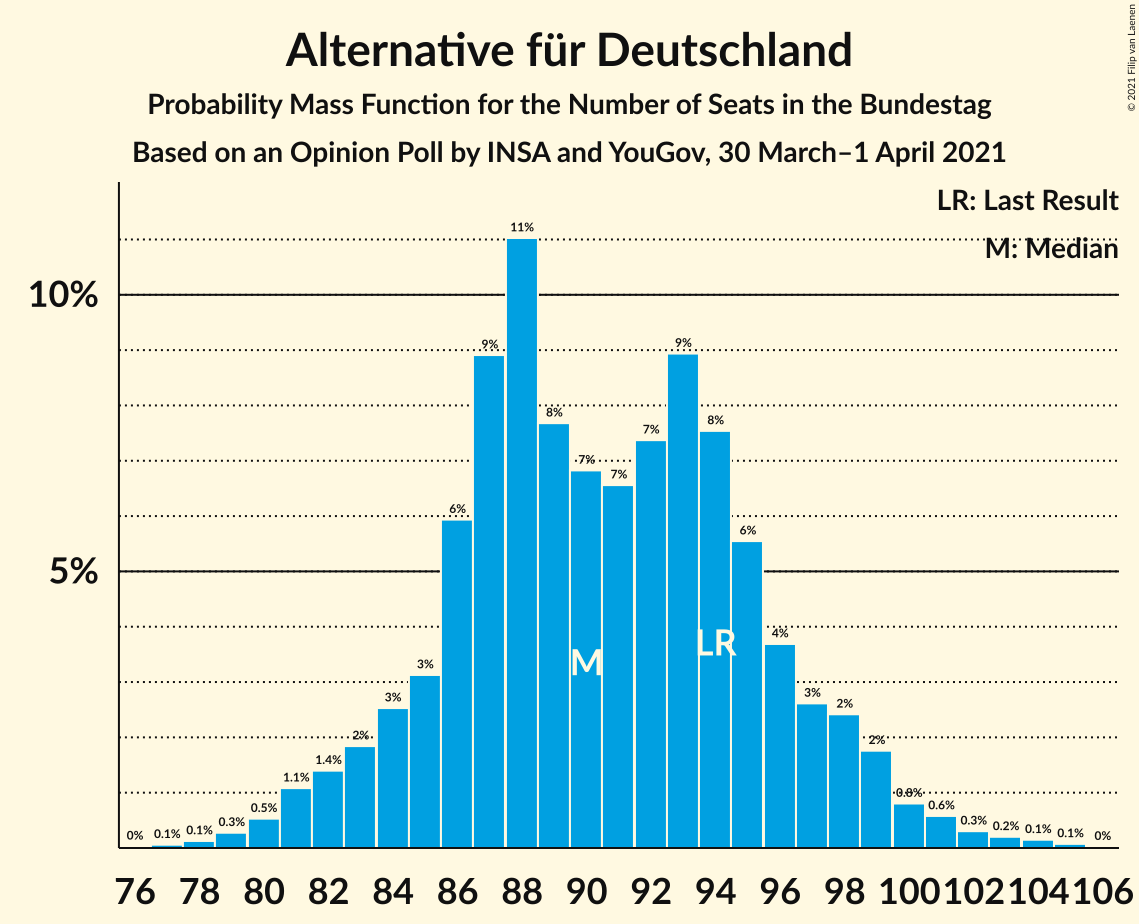 Alternative für Deutschland
Probability Mass Function for the Number of Seats in the Bundestag
Based on an Opinion Poll by INSA and YouGov, 30 March–1 April 2021
© 2021 Filip van Laenen
LR: Last Result
M: Median
10%
5%
0% 0.1% 0.1% 0.3% 0.5% 1.1% 1.4% 2% 3% 3% 6% 9% 11% 8% 7% 7% 7% 9% 8% 6% 4% 3% 2% 2% 0.8% 0.6% 0.3% 0.2% 0.1% 0.1% 0%
M LR
76 78 80 82 84 86 88 90 92 94 96 98 100 102 104 106